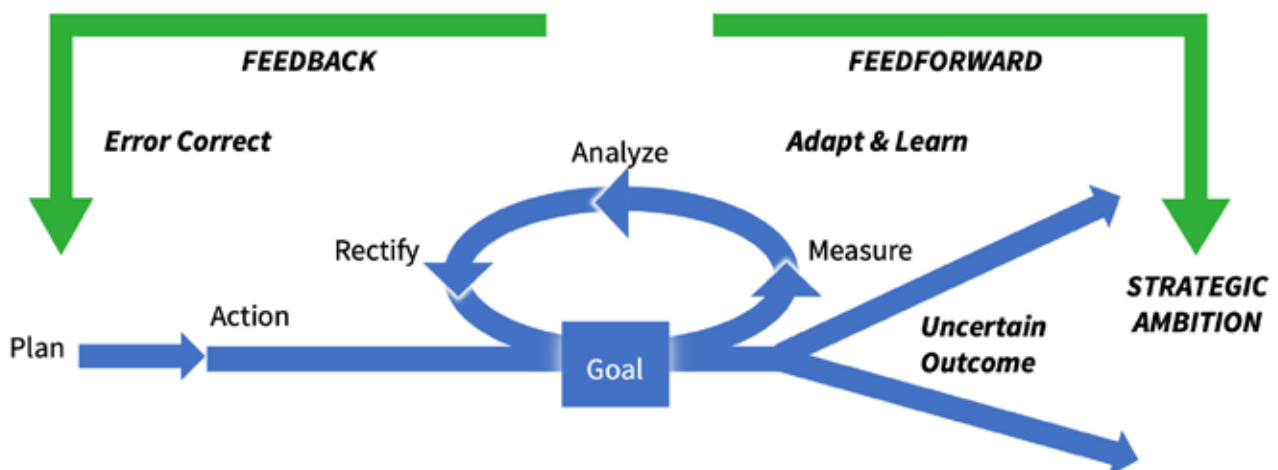 FEEDBACK
FEEDFORWARD
Error Correct
Adapt & Learn
Analyze
Rectify
Measure
STRATEGIC
AMBITION
Action
Uncertain
Outcome
Plan
Goal